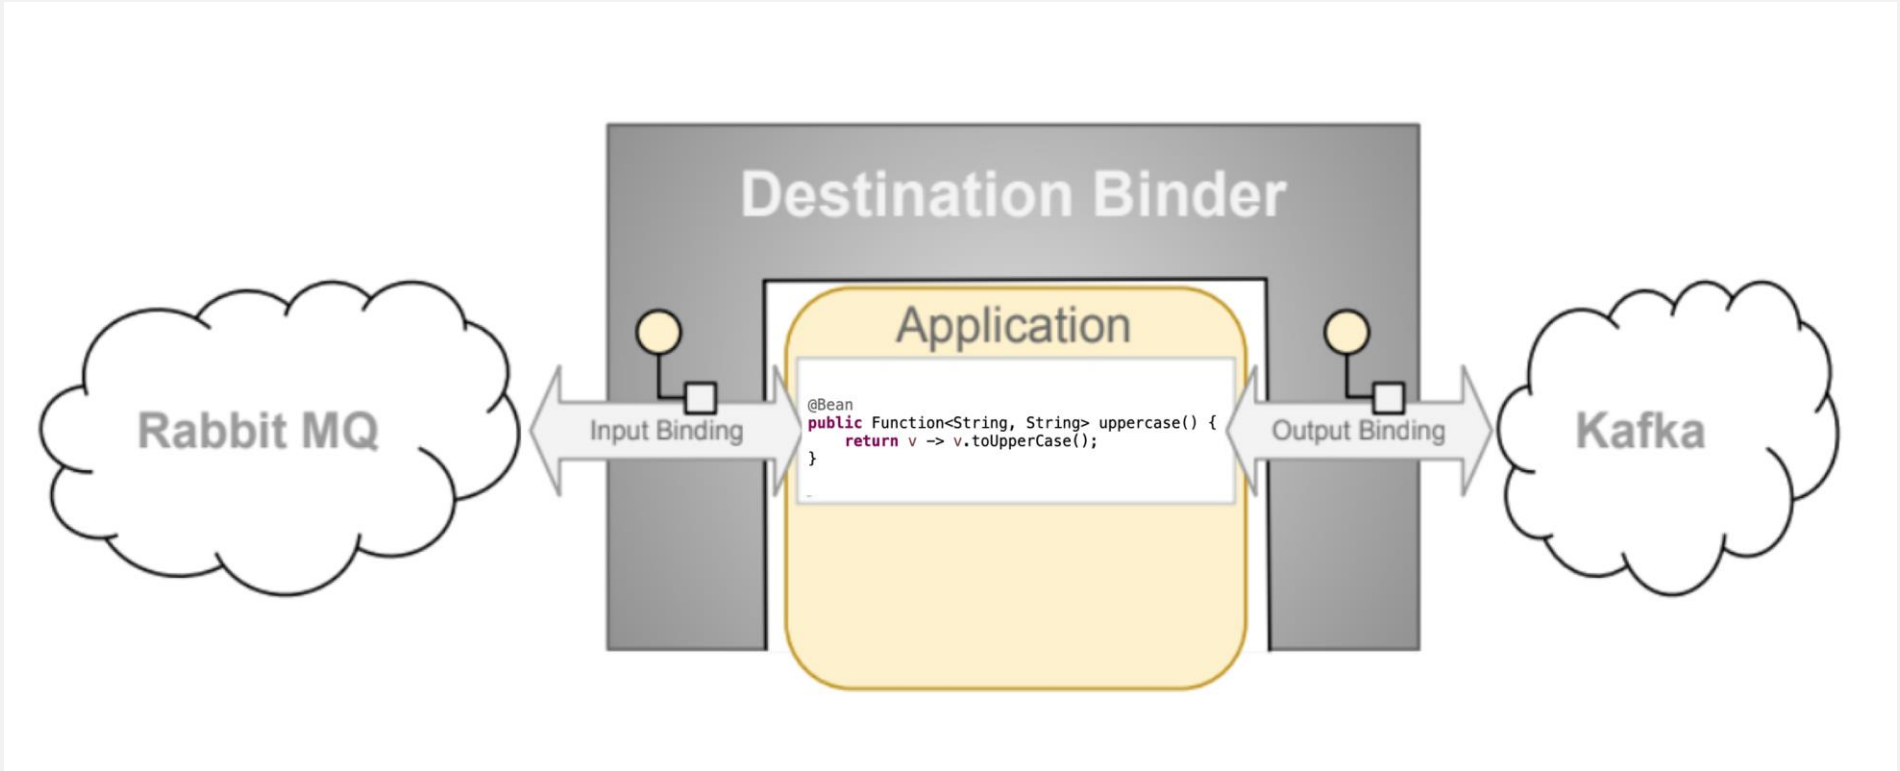 Destination Binder
Application
Rabbit MQ
Input Binding
@Bean
public Function<String, String> uppercase() {
    return v -> v.toUpperCase();
}
Output Binding
Kafka